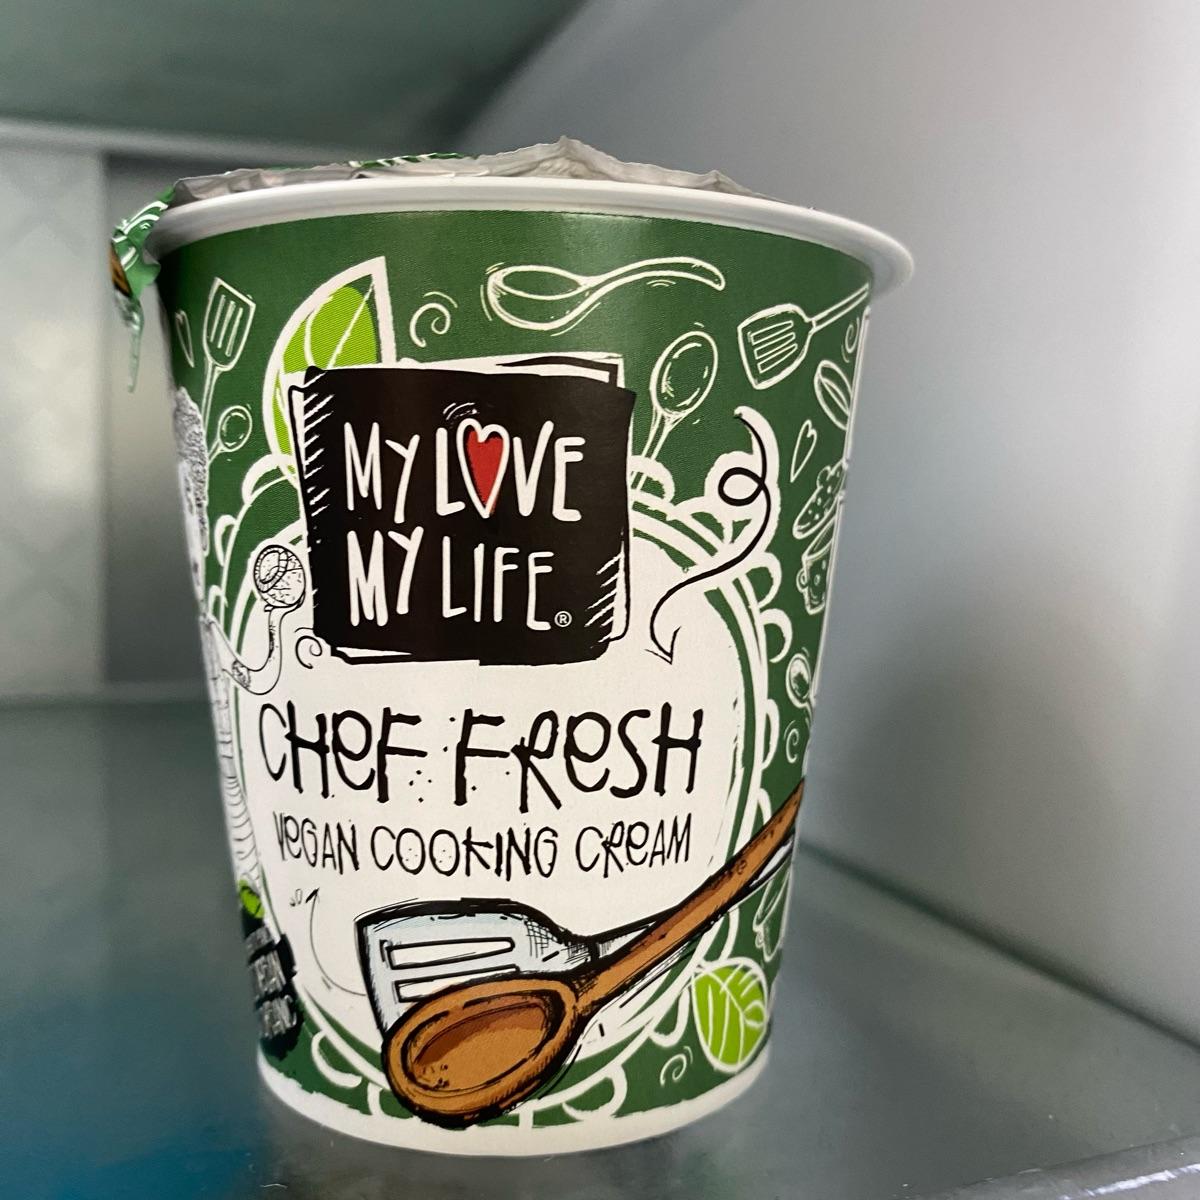 MY LOVE
MY LIFE®
CHEF FRESH
VEGAN COOKING CREAM